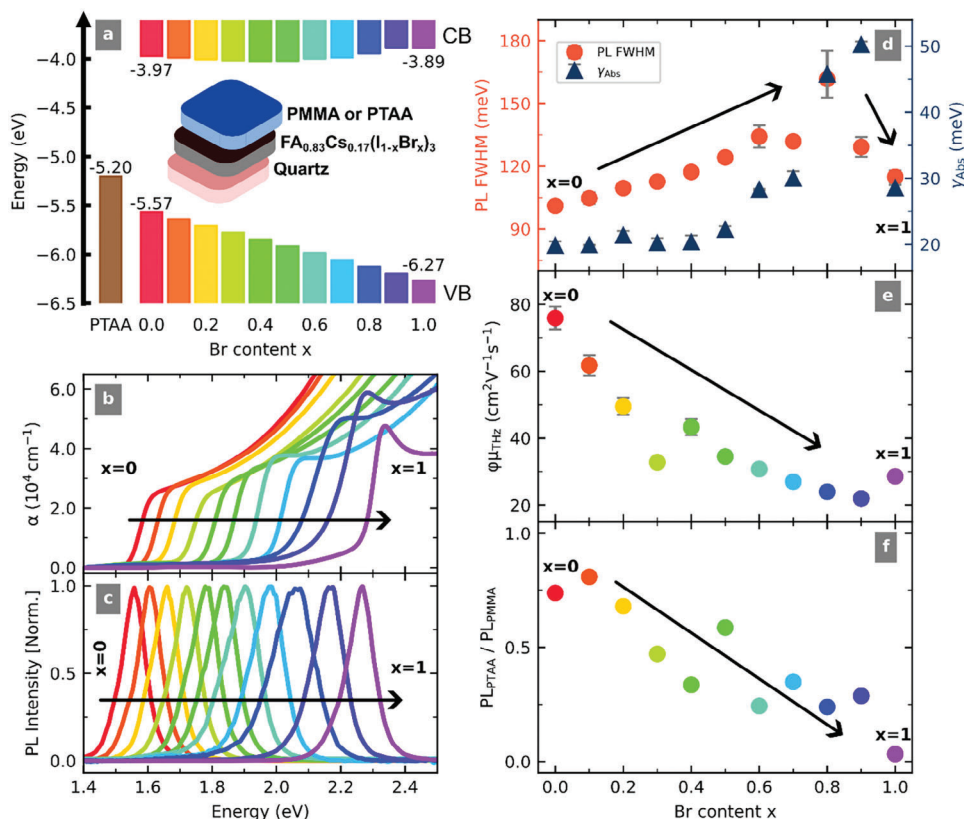 a
CB
−4.0
-3.97
-3.89
−4.5
PMMA or PTAA
FA0.83Cs0.17(I1-xBrx)3
Quartz
Energy (eV)
−5.0
-5.20
−5.5
-5.57
−6.0
-6.27
VB
−6.5
PTAA 0.0 0.2 0.4 0.6 0.8 1.0
Br content x
b
6.0
4.0
2.0
0.0
α (10⁴ cm⁻¹)
x=0
x=1
c
1.0
0.5
0.0
PL Intensity [Norm.]
x=0
x=1
1.4 1.6 1.8 2.0 2.2 2.4
Energy (eV)
d
180
150
120
90
PL FWHM (meV)
PL FWHM
γAbs
x=0
x=1
50
40
30
20
γAbs (meV)
e
80
60
40
20
φμTHz (cm²V⁻¹s⁻¹)
x=0
x=1
f
1.0
0.5
0.0
PLPTAA / PLPMMA
x=0
x=1
0.0 0.2 0.4 0.6 0.8 1.0
Br content x